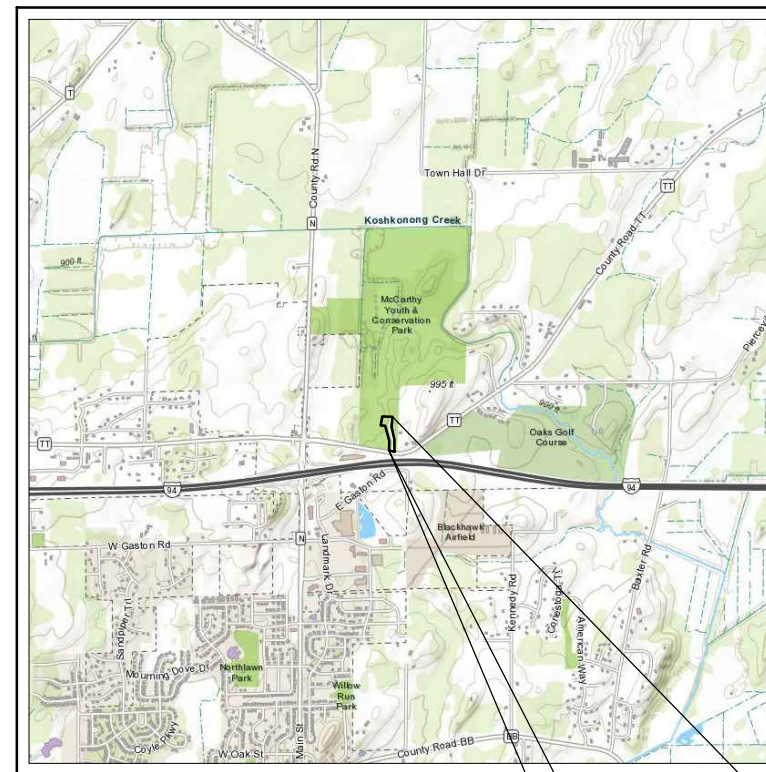 T
County Rd N
Town Hall Dr
TT
County Road TT
N
Koshkonong Creek
900 ft
McCarthy
Youth &
Conservation
Park
ft
995 ft
900 ft
TT
TT
Oaks Golf
Course
94
94
E Gaston Rd
Blackhawk
Airfield
W Gaston Rd
N
Landmark Dr
Kennedy Rd
Conestoga Tr
American Way
Baxter Rd
Sandpiper Trl
Mourning Dove Dr
Northlawn
Park
Willow
Run
Park
Coyle Pkwy
W Oak St
Main St
County Road BB
BB